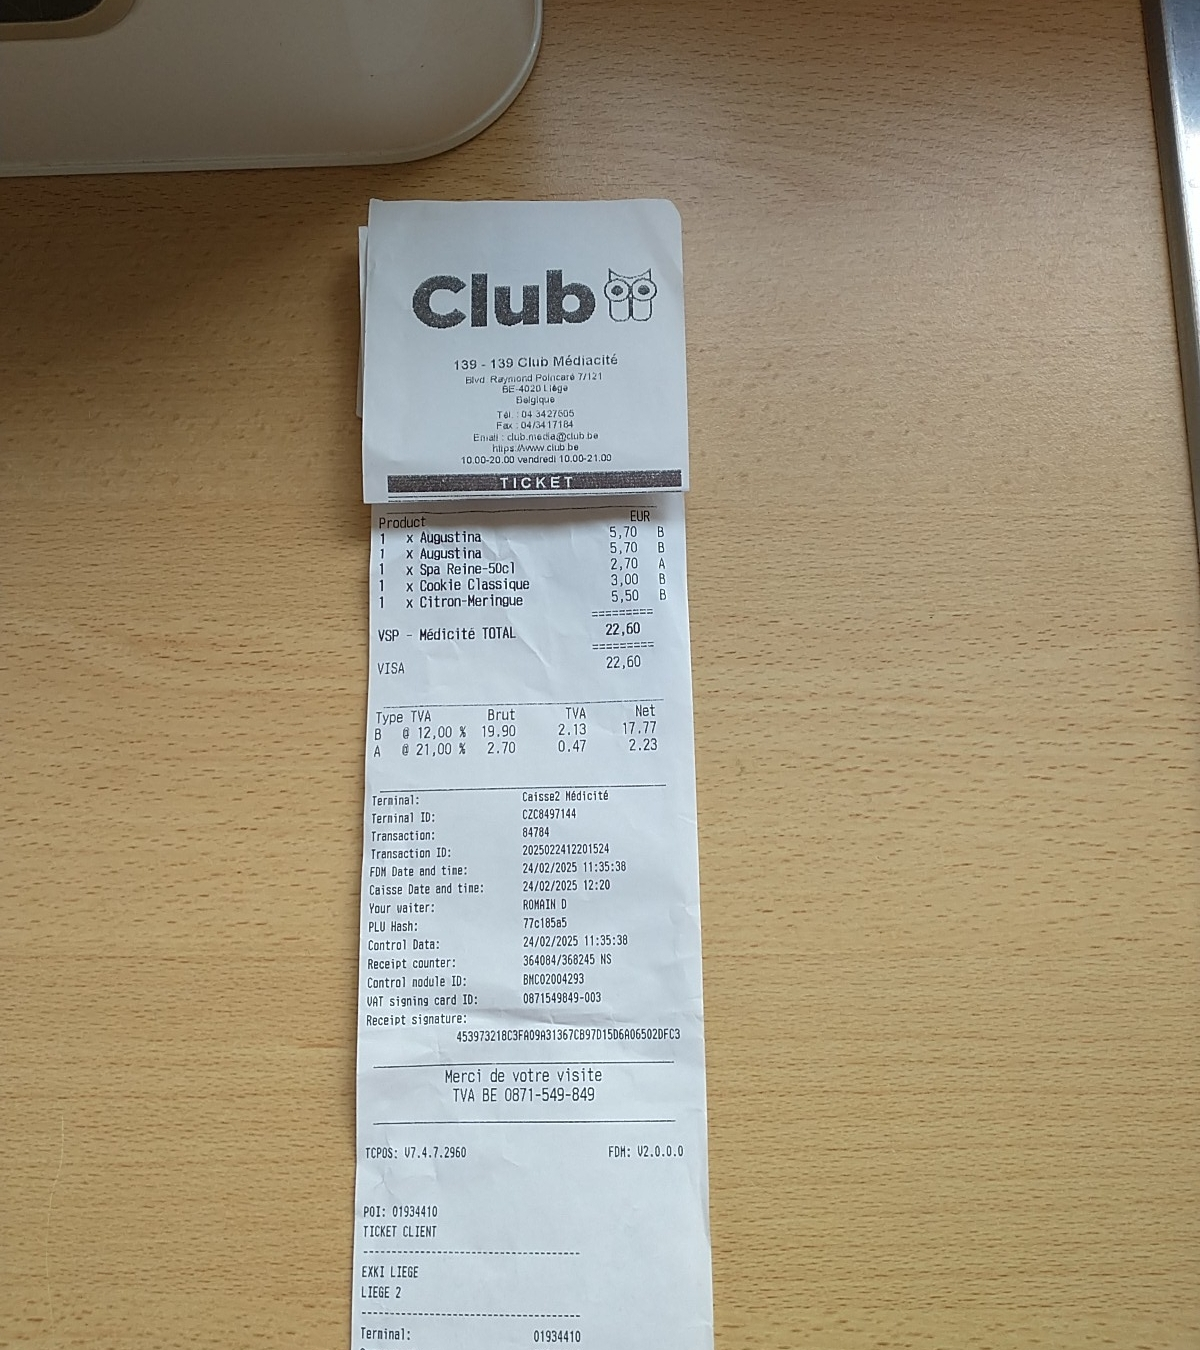 Club
139 - 139 Club Médiacité
Blvd. Raymond Poincaré 7/121
BE-4020 Liège
Belgique
Tél. : 04 3427605
Fax : 04/3417184
Email : club.media@club.be
https://www.club.be
10.00-20.00 vendredi 10.00-21.00
TICKET
Product EUR
1 x Augustina 5,70 B
1 x Augustina 5,70 B
1 x Spa Reine-50cl 2,70 A
1 x Cookie Classique 3,00 B
1 x Citron-Meringue 5,50 B
=========
VSP - Médicité TOTAL 22,60
=========
VISA 22,60
Type TVA Brut TVA Net
B @ 12,00 % 19.90 2.13 17.77
A @ 21,00 % 2.70 0.47 2.23
Terminal: Caisse2 Médicité
Terminal ID: CZC8497144
Transaction: 84784
Transaction ID: 2025022412201524
FDM Date and time: 24/02/2025 11:35:38
Caisse Date and time: 24/02/2025 12:20
Your waiter: ROMAIN D
PLU Hash: 77c185a5
Control Data: 24/02/2025 11:35:38
Receipt counter: 364084/368245 NS
Control module ID: BMC02004293
VAT signing card ID: 0871549849-003
Receipt signature:
453973218C3FA09A31367CB97D15D6A06502DFC3
Merci de votre visite
TVA BE 0871-549-849
TCPOS: V7.4.7.2960 FDM: V2.0.0.0
POI: 01934410
TICKET CLIENT
--------------------------------
EXKI LIEGE
LIEGE 2
--------------------------------
Terminal: 01934410